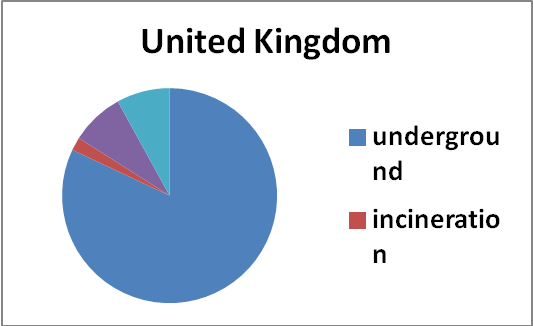 United Kingdom
undergrou
nd
incineratio
n